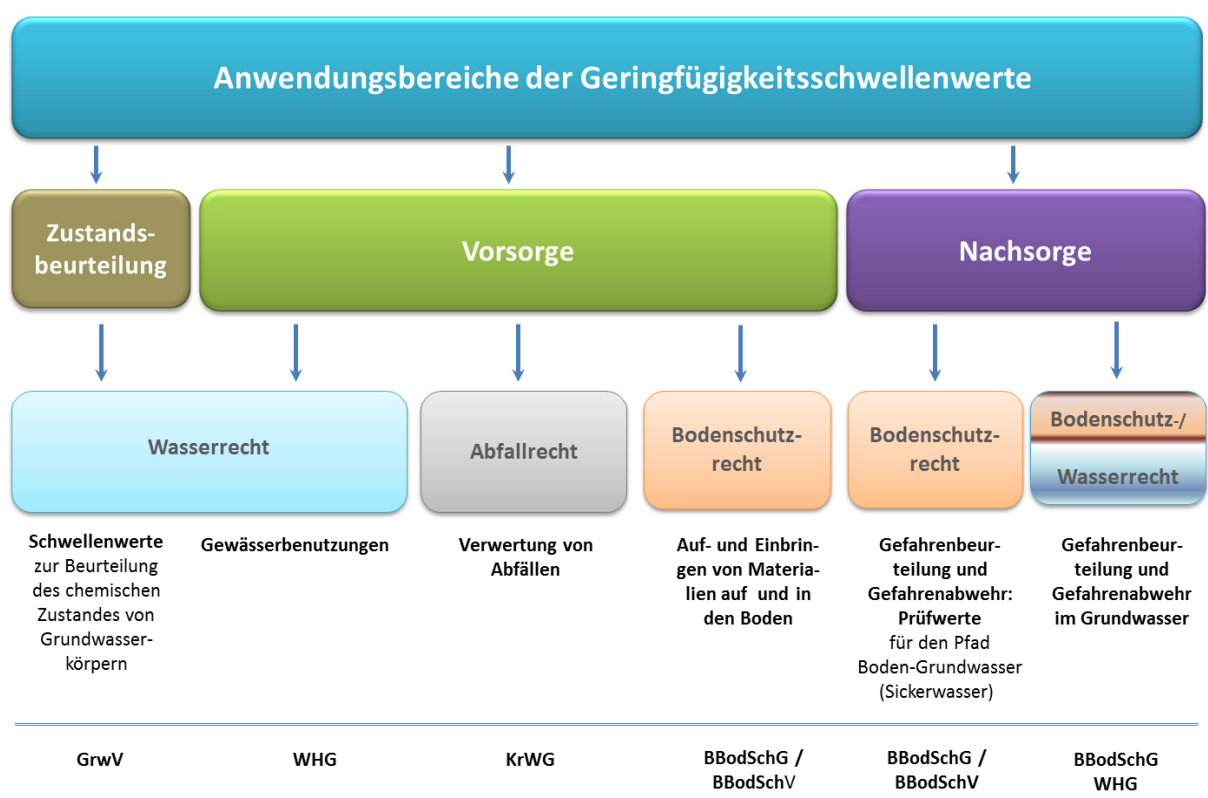 Anwendungsbereiche der Geringfügigkeitsschwellenwerte
Zustands-
beurteilung
Vorsorge
Nachsorge
Wasserrecht
Abfallrecht
Bodenschutz-
recht
Bodenschutz-
recht
Bodenschutz-/
Wasserrecht
Schwellenwerte
zur Beurteilung
des chemischen
Zustandes von
Grundwasser-
körpern
Gewässerbenutzungen
Verwertung von
Abfällen
Auf- und Einbrin-
gen von Materia-
lien auf und in
den Boden
Gefahrenbeur-
teilung und
Gefahrenabwehr:
Prüfwerte
für den Pfad
Boden-Grundwasser
(Sickerwasser)
Gefahrenbeur-
teilung und
Gefahrenabwehr
im Grundwasser
GrwV
WHG
KrWG
BBodSchG /
BBodSchV
BBodSchG /
BBodSchV
BBodSchG
WHG